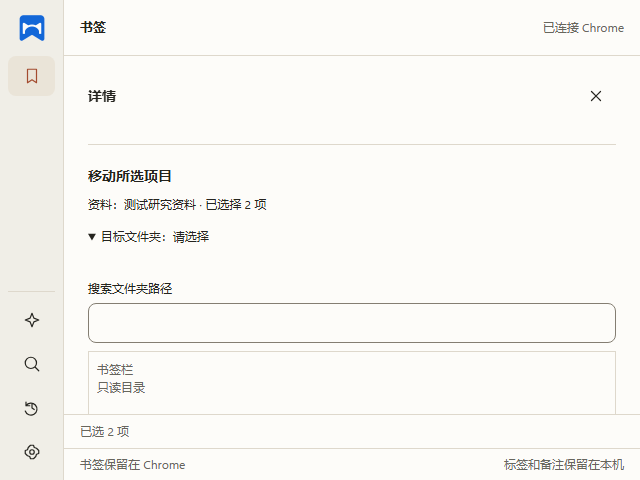 书签
已连接 Chrome
详情
移动所选项目
资料：测试研究资料 · 已选择 2 项
目标文件夹：请选择
搜索文件夹路径
书签栏
只读目录
已选 2 项
书签保留在 Chrome
标签和备注保留在本机